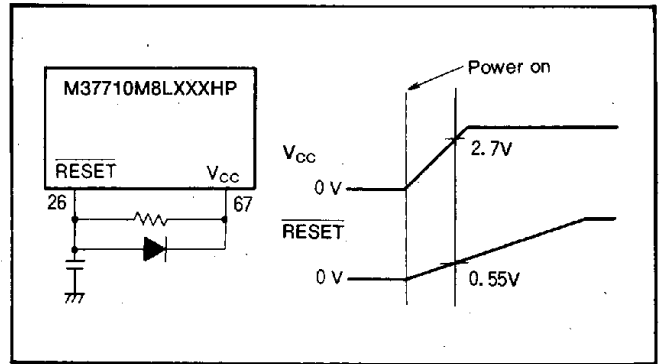 M37710M8LXXXHP
RESET
VCC
26
67
Power on
VCC
2.7V
0 V
RESET
0 V
0.55V